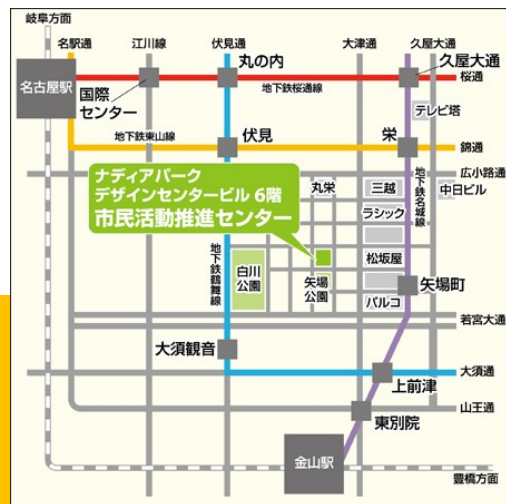 岐阜方面
名駅通
江川線
伏見通
大津通
久屋大通
名古屋駅
国際
センター
丸の内
久屋大通
桜通
地下鉄桜通線
テレビ塔
地下鉄東山線
伏見
栄
錦通
ナディアパーク
デザインセンタービル 6階
市民活動推進センター
丸栄
三越
広小路通
中日ビル
ラシック
地下鉄名城線
地下鉄鶴舞線
白川
公園
矢場
公園
松坂屋
矢場町
パルコ
若宮大通
大須観音
上前津
大須通
東別院
山王通
金山駅
豊橋方面